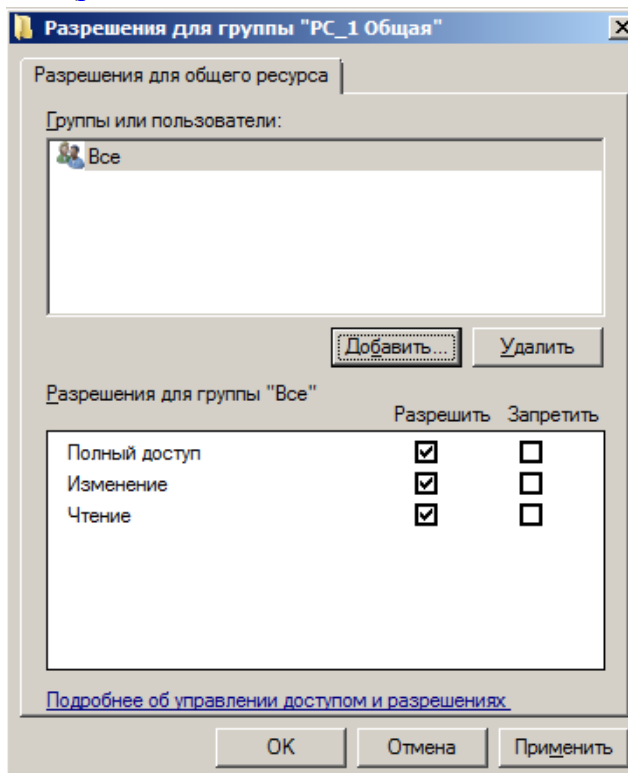 Разрешения для группы "PC_1 Общая"
Разрешения для общего ресурса
Группы или пользователи:
Все
Добавить... Удалить
Разрешения для группы "Все"
Разрешить Запретить
Полный доступ
Изменение
Чтение
Подробнее об управлении доступом и разрешениях
ОК Отмена Применить